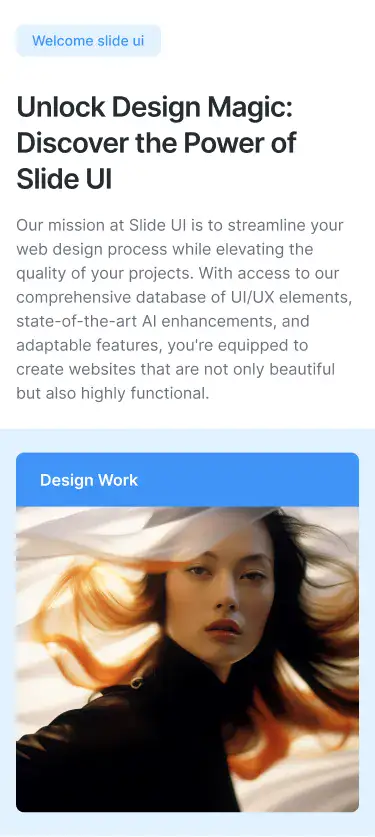 Welcome slide ui
Unlock Design Magic:
Discover the Power of
Slide UI
Our mission at Slide UI is to streamline your
web design process while elevating the
quality of your projects. With access to our
comprehensive database of UI/UX elements,
state-of-the-art AI enhancements, and
adaptable features, you're equipped to
create websites that are not only beautiful
but also highly functional.
Design Work